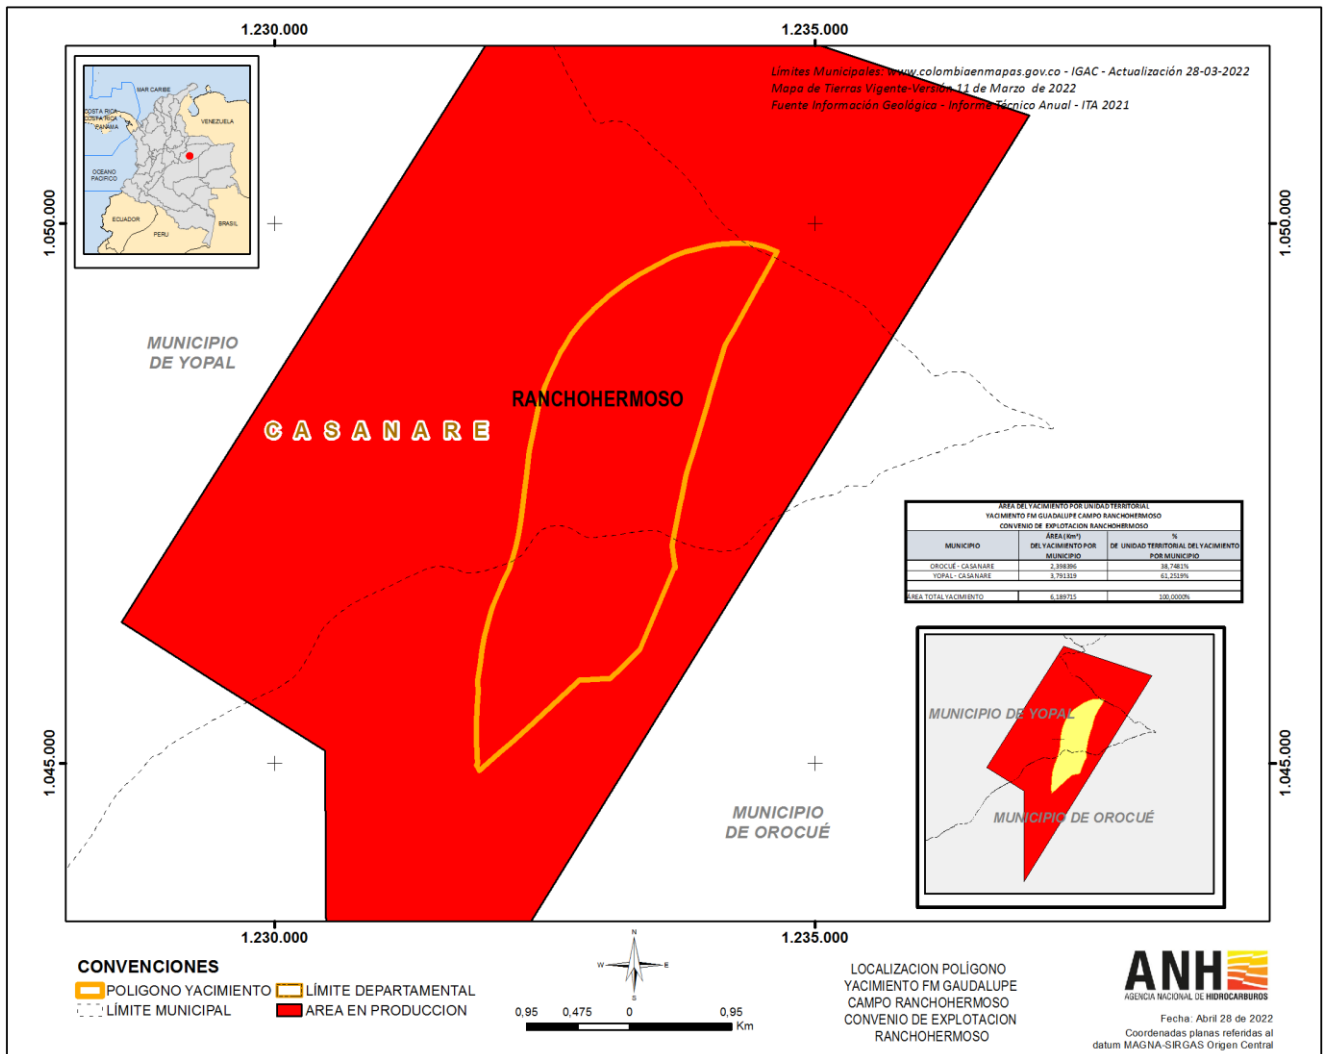 1.230.000
1.235.000
Límites Municipales: www.colombiaenmapas.gov.co - IGAC - Actualización 28-03-2022
Mapa de Tierras Vigente-Versión 11 de Marzo de 2022
Fuente Información Geológica - Informe Técnico Anual - ITA 2021
MAR CARIBE
COSTA RICA
COSTA RICA
PANAMA
VENEZUELA
OCEANO
PACIFICO
ECUADOR
PERU
BRASIL
1.050.000
1.050.000
MUNICIPIO
DE YOPAL
RANCHOHERMOSO
CASANARE
ÁREA DEL YACIMIENTO POR UNIDAD TERRITORIAL
YACIMIENTO FM GUADALUPE CAMPO RANCHOHERMOSO
CONVENIO DE EXPLOTACION RANCHOHERMOSO
MUNICIPIO
ÁREA (Km²)
DEL YACIMIENTO POR
MUNICIPIO
%
DE UNIDAD TERRITORIAL DEL YACIMIENTO
POR MUNICIPIO
OROCUÉ - CASANARE 2,398396 38,7481%
YOPAL - CASANARE 3,791319 61,2519%
ÁREA TOTAL YACIMIENTO 6,189715 100,0000%
MUNICIPIO DE YOPAL
MUNICIPIO DE OROCUÉ
1.045.000
1.045.000
MUNICIPIO
DE OROCUÉ
1.230.000
1.235.000
CONVENCIONES
POLIGONO YACIMIENTO
LÍMITE DEPARTAMENTAL
LÍMITE MUNICIPAL
AREA EN PRODUCCION
N
W
E
S
0,95 0,475 0 0,95
Km
LOCALIZACION POLÍGONO
YACIMIENTO FM GAUDALUPE
CAMPO RANCHOHERMOSO
CONVENIO DE EXPLOTACION
RANCHOHERMOSO
ANH
AGENCIA NACIONAL DE HIDROCARBUROS
Fecha: Abril 28 de 2022
Coordenadas planas referidas al
datum MAGNA-SIRGAS Origen Central